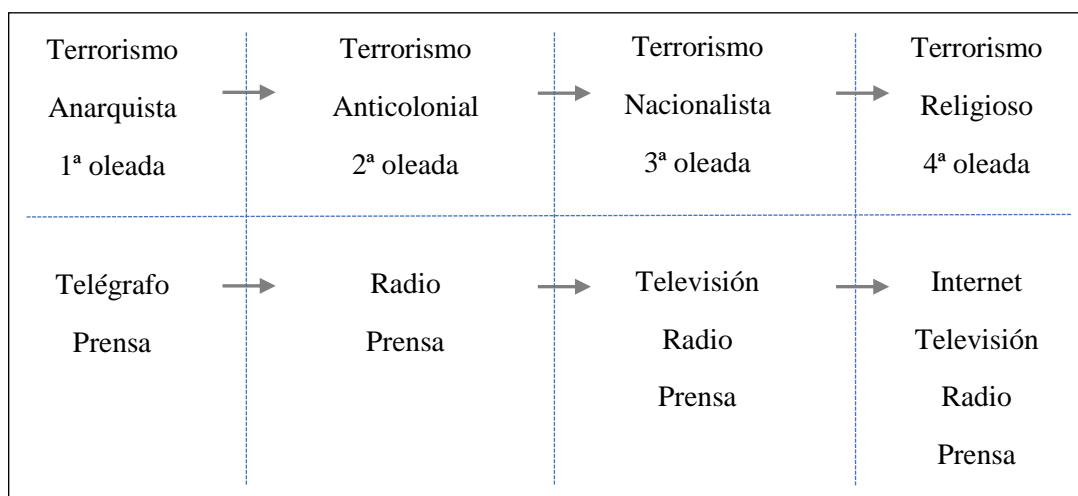 Terrorismo
Anarquista
1ª oleada
Terrorismo
Anticolonial
2ª oleada
Terrorismo
Nacionalista
3ª oleada
Terrorismo
Religioso
4ª oleada
Telégrafo
Prensa
Radio
Prensa
Televisión
Radio
Prensa
Internet
Televisión
Radio
Prensa